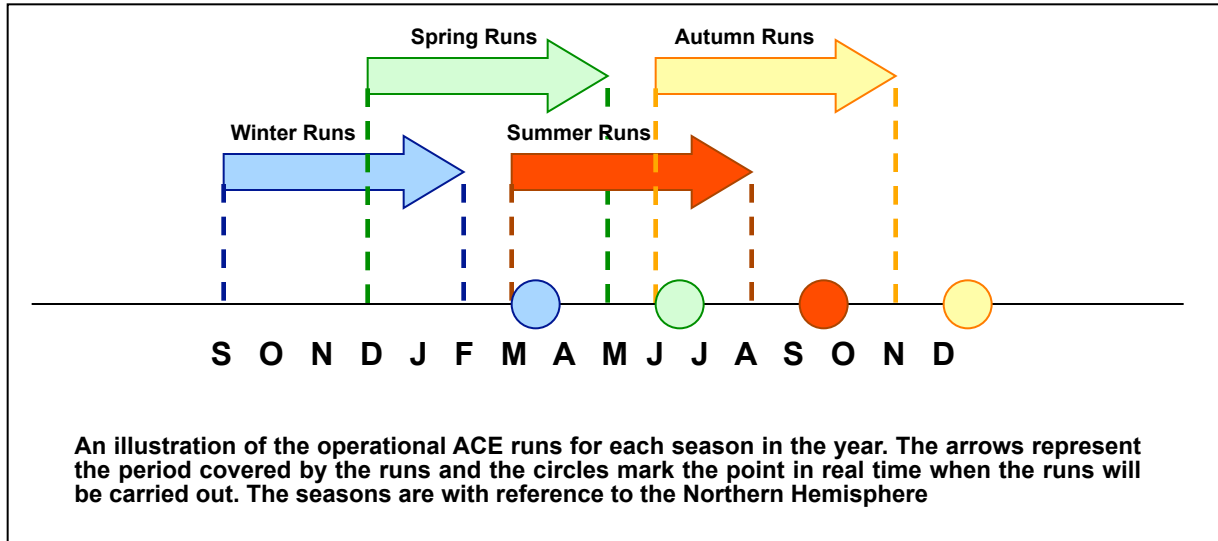 Spring Runs
Autumn Runs
Winter Runs
Summer Runs
S O N D J F M A M J J A S O N D
An illustration of the operational ACE runs for each season in the year. The arrows represent
the period covered by the runs and the circles mark the point in real time when the runs will
be carried out. The seasons are with reference to the Northern Hemisphere